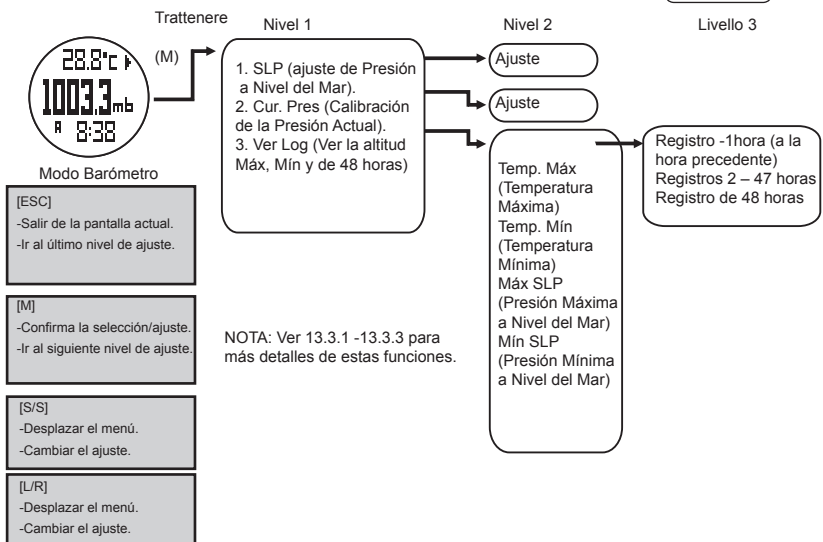 Trattenere
Nivel 1
Nivel 2
Livello 3
(M)
28.8°C
1003.3mb
A 8:38
Modo Barómetro
1. SLP (ajuste de Presión
a Nivel del Mar).
2. Cur. Pres (Calibración
de la Presión Actual).
3. Ver Log (Ver la altitud
Máx, Mín y de 48 horas)
Ajuste
Ajuste
Temp. Máx
(Temperatura
Máxima)
Temp. Mín
(Temperatura
Mínima)
Máx SLP
(Presión Máxima
a Nivel del Mar)
Mín SLP
(Presión Mínima
a Nivel del Mar)
Registro -1hora (a la
hora precedente)
Registros 2 – 47 horas
Registro de 48 horas
[ESC]
-Salir de la pantalla actual.
-Ir al último nivel de ajuste.
[M]
-Confirma la selección/ajuste.
-Ir al siguiente nivel de ajuste.
NOTA: Ver 13.3.1 -13.3.3 para
más detalles de estas funciones.
[S/S]
-Desplazar el menú.
-Cambiar el ajuste.
[L/R]
-Desplazar el menú.
-Cambiar el ajuste.